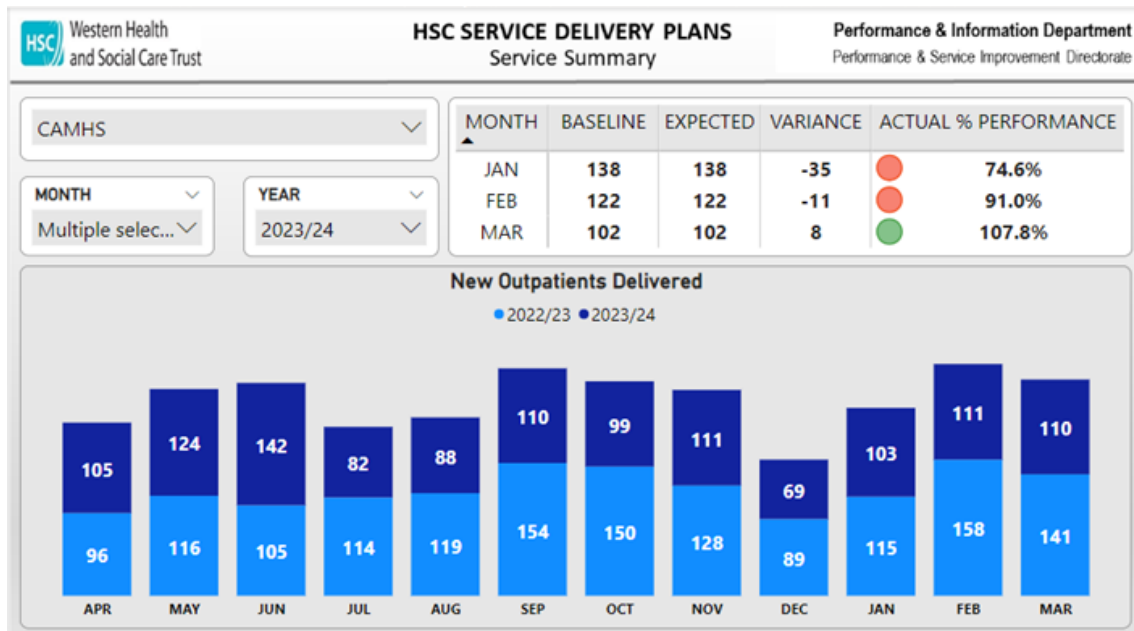 HSC
Western Health
and Social Care Trust
HSC SERVICE DELIVERY PLANS
Service Summary
Performance & Information Department
Performance & Service Improvement Directorate
CAMHS
MONTH
Multiple selec...
YEAR
2023/24
MONTH BASELINE EXPECTED VARIANCE ACTUAL % PERFORMANCE
JAN 138 138 -35 74.6%
FEB 122 122 -11 91.0%
MAR 102 102 8 107.8%
New Outpatients Delivered
2022/23 2023/24
105 124 142 82 88 110 99 111 69 103 111 110
96 116 105 114 119 154 150 128 89 115 158 141
APR MAY JUN JUL AUG SEP OCT NOV DEC JAN FEB MAR